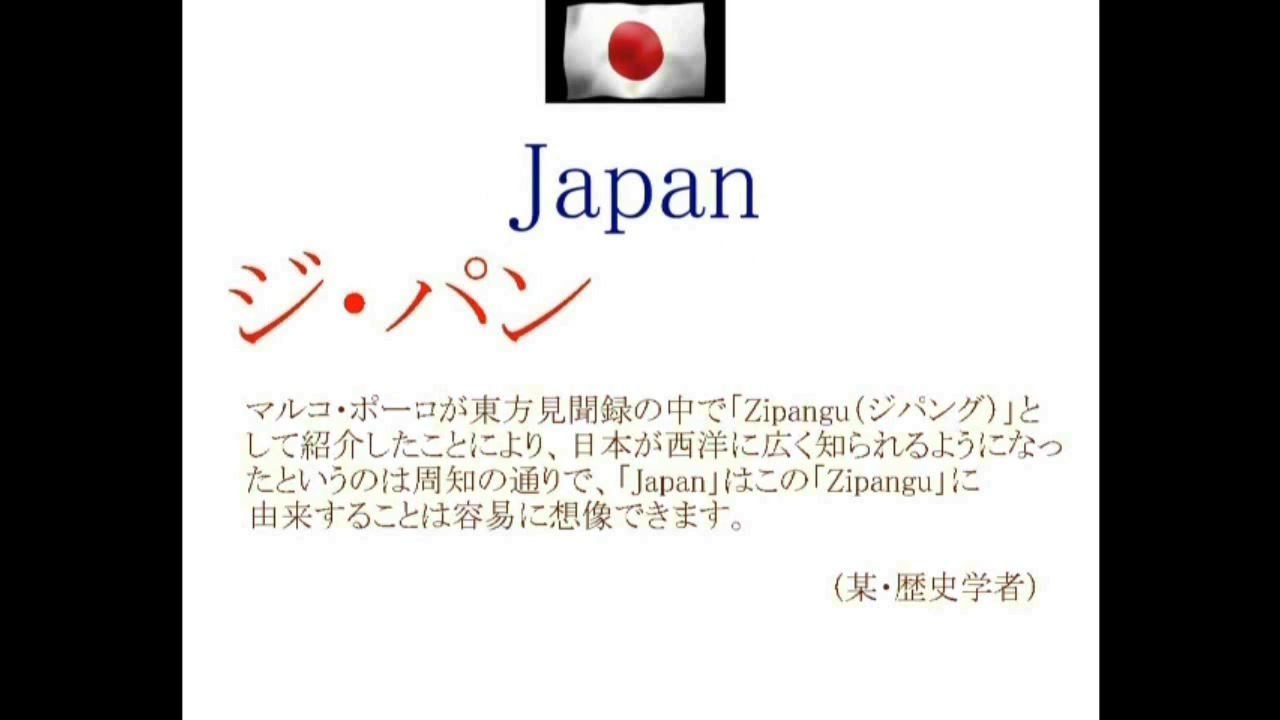 Japan
ジ・パン
マルコ・ポーロが東方見聞録の中で「Zipangu(ジパング)」と
して紹介したことにより、日本が西洋に広く知られるようになっ
たというのは周知の通りで、「Japan」はこの「Zipangu」に
由来することは容易に想像できます。
(某・歴史学者)